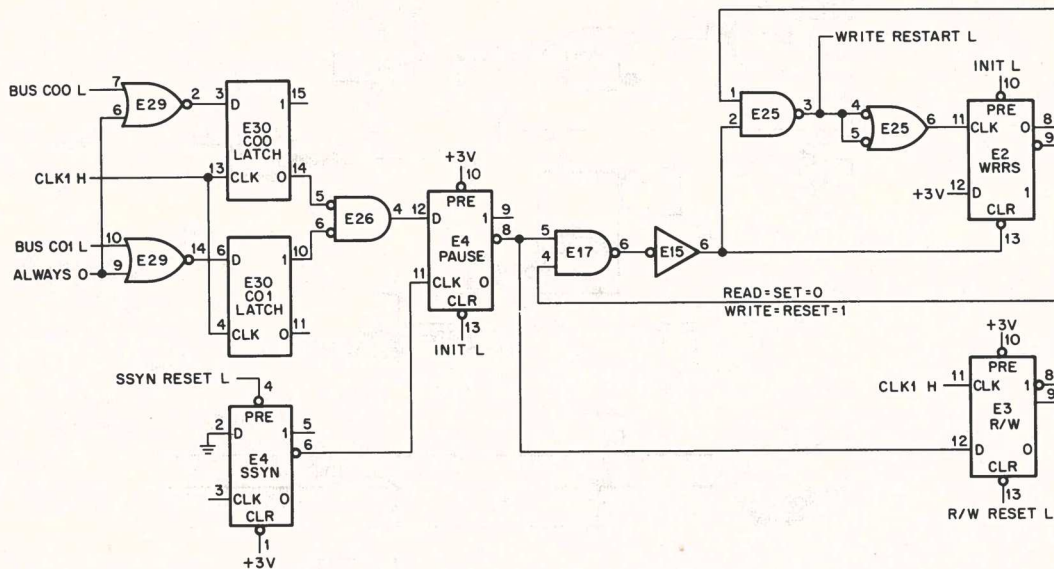 WRITE RESTART L
INIT L
10
BUS C00 L
7
6
E29
2
3
D
1
15
E30
C00
LATCH
CLK1 H
13
CLK
0
14
5
6
E26
4
+3V
10
PRE
12
D
1
9
8
E4
PAUSE
11
CLK
0
CLR
13
INIT L
BUS C01 L
10
ALWAYS 0
9
E29
14
6
D
1
10
E30
C01
LATCH
4
CLK
0
11
SSYN RESET L
4
PRE
2
D
1
5
6
E4
SSYN
3
CLK
0
CLR
1
+3V
5
4
E17
6
E15
6
1
2
E25
3
4
5
E25
6
11
PRE
CLK
0
8
9
E2
WRRS
+3V
12
D
1
CLR
13
READ=SET=0
WRITE=RESET=1
+3V
10
PRE
CLK1 H
11
CLK
1
8
9
E3
R/W
12
D
0
CLR
13
R/W RESET L